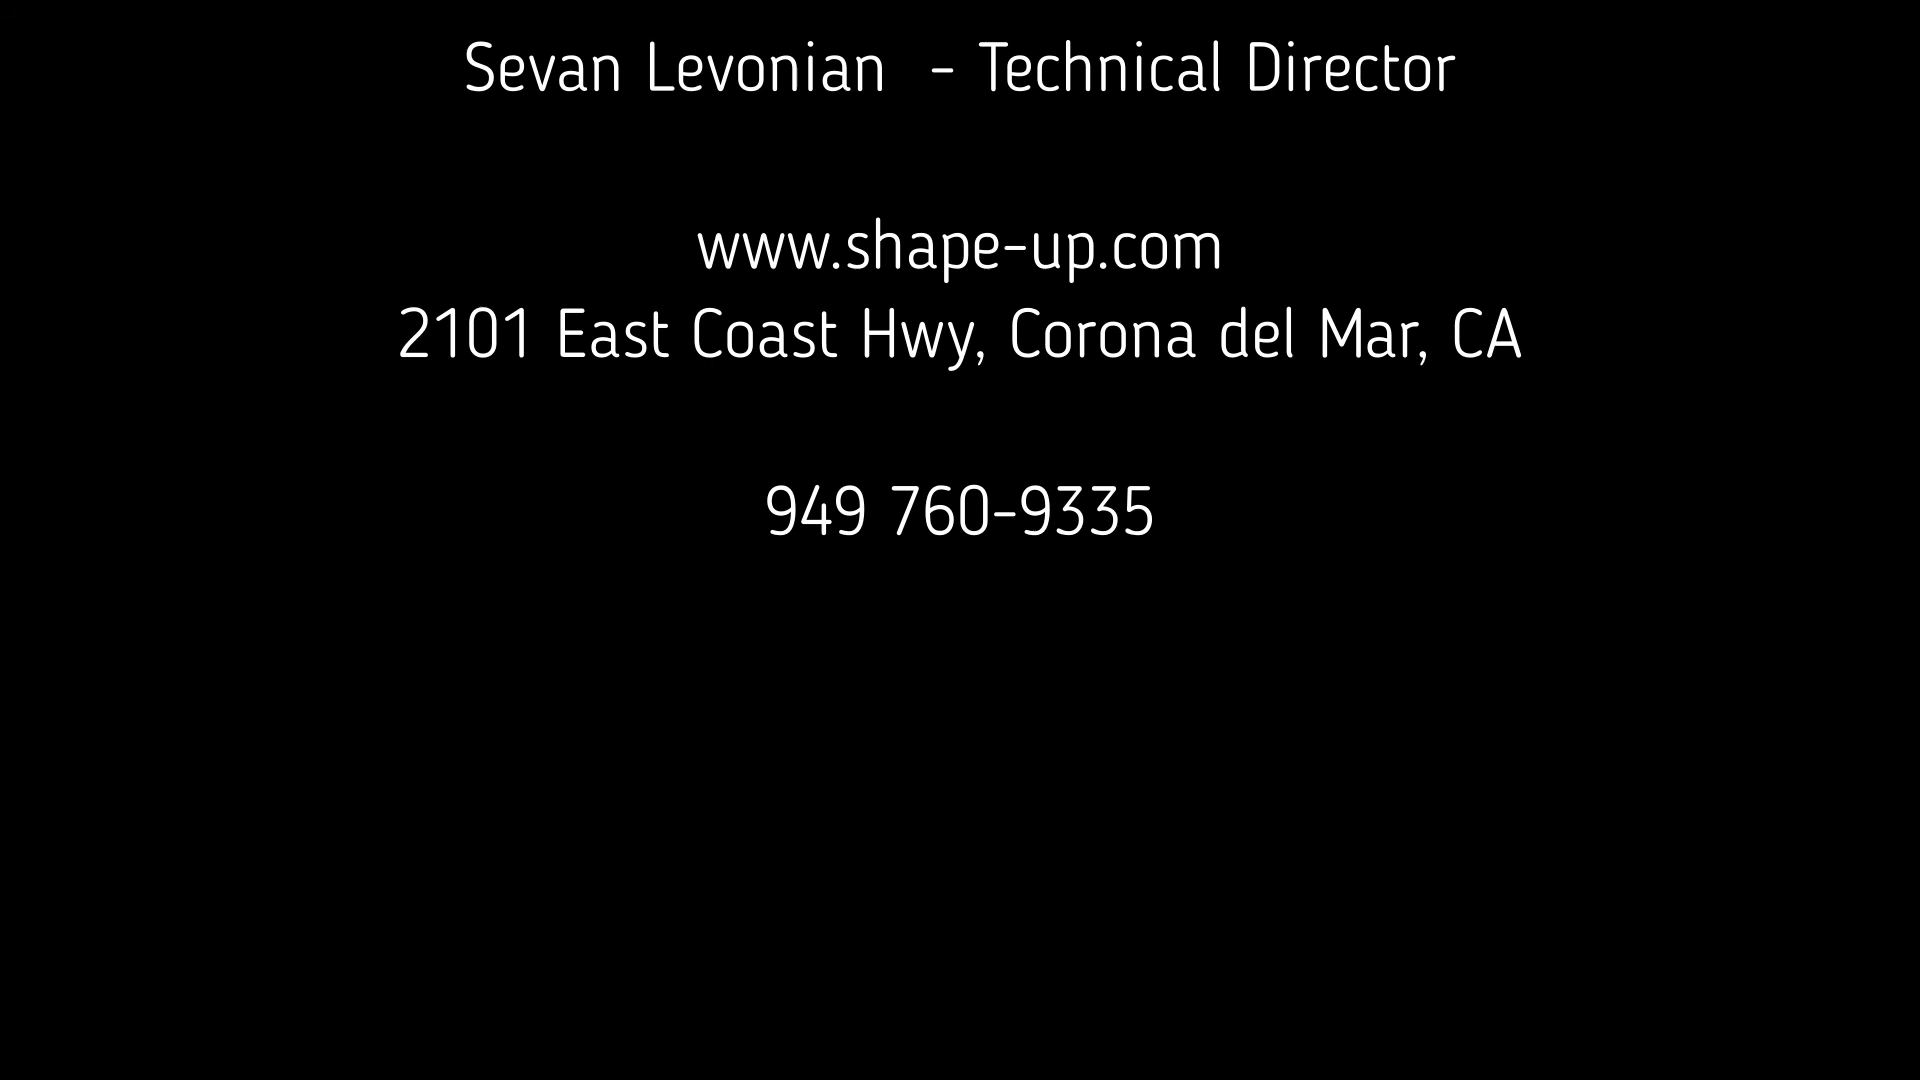 Sevan Levonian  - Technical Director
www.shape-up.com
2101 East Coast Hwy, Corona del Mar, CA
949 760-9335